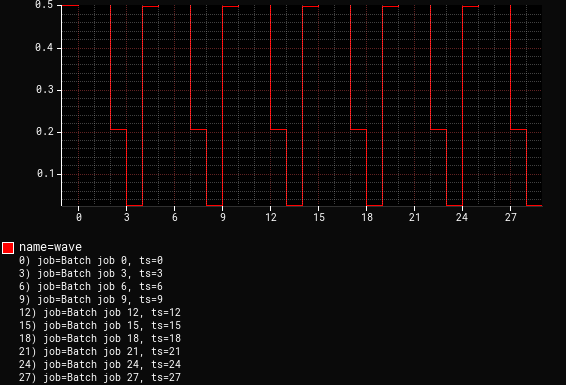 0.5
0.4
0.3
0.2
0.1
0 3 6 9 12 15 18 21 24 27
name=wave
0) job=Batch job 0, ts=0
3) job=Batch job 3, ts=3
6) job=Batch job 6, ts=6
9) job=Batch job 9, ts=9
12) job=Batch job 12, ts=12
15) job=Batch job 15, ts=15
18) job=Batch job 18, ts=18
21) job=Batch job 21, ts=21
24) job=Batch job 24, ts=24
27) job=Batch job 27, ts=27